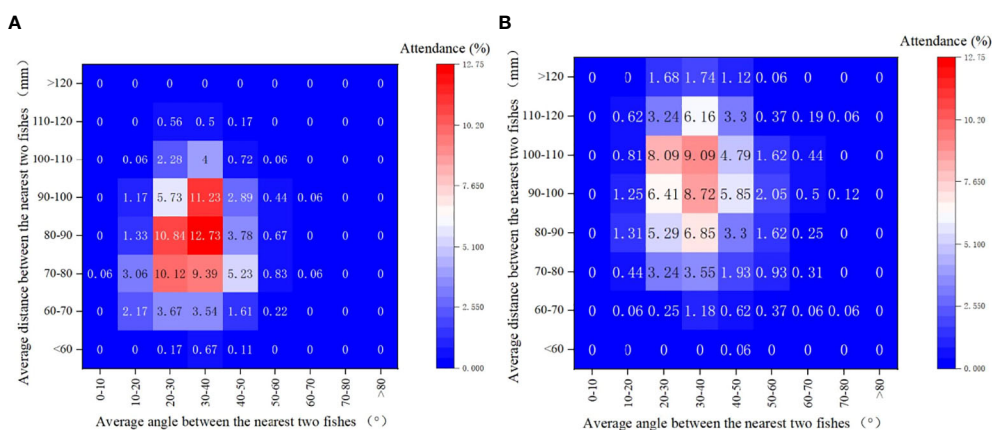 A
Attendance (%)
Average distance between the nearest two fishes （mm）
>120 0 0 0 0 0 0 0 0 0
110-120 0 0 0.56 0.5 0.17 0 0 0 0
100-110 0 0.06 2.28 4 0.72 0.06 0 0 0
90-100 0 1.17 5.73 11.23 2.89 0.44 0.06 0 0
80-90 0 1.33 10.84 12.73 3.78 0.67 0 0 0
70-80 0.06 3.06 10.12 9.39 5.23 0.83 0.06 0 0
60-70 0 2.17 3.67 3.54 1.61 0.22 0 0 0
<60 0 0 0.17 0.67 0.11 0 0 0 0
0-10 10-20 20-30 30-40 40-50 50-60 60-70 70-80 >80
Average angle between the nearest two fishes （°）
12.75
10.20
7.650
5.100
2.550
0.000
B
Attendance (%)
Average distance between the nearest two fishes （mm）
>120 0 0 1.68 1.74 1.12 0.06 0 0 0
110-120 0 0.62 3.24 6.16 3.3 0.37 0.19 0.06 0
100-110 0 0.81 8.09 9.09 4.79 1.62 0.44 0 0
90-100 0 1.25 6.41 8.72 5.85 2.05 0.5 0.12 0
80-90 0 1.31 5.29 6.85 3.3 1.62 0.25 0 0
70-80 0 0.44 3.24 3.55 1.93 0.93 0.31 0 0
60-70 0 0.06 0.25 1.18 0.62 0.37 0.06 0.06 0
<60 0 0 0 0 0.06 0 0 0 0
0-10 10-20 20-30 30-40 40-50 50-60 60-70 70-80 >80
Average angle between the nearest two fishes （°）
12.75
10.20
7.650
5.100
2.550
0.000